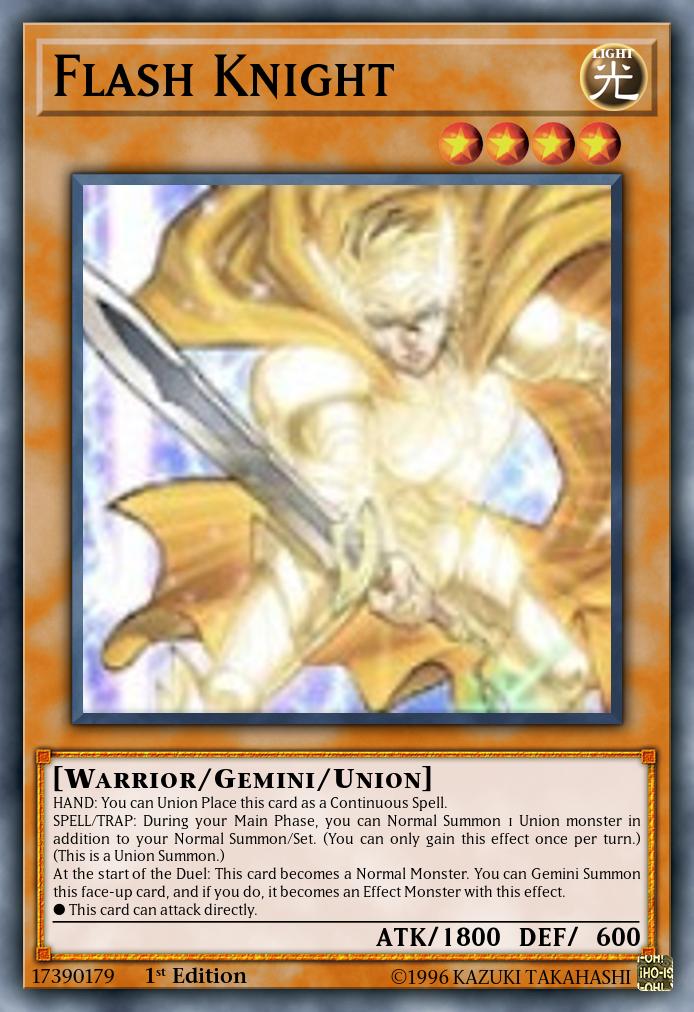 Flash Knight
LIGHT
光
[Warrior/Gemini/Union]
HAND: You can Union Place this card as a Continuous Spell.
SPELL/TRAP: During your Main Phase, you can Normal Summon 1 Union monster in
addition to your Normal Summon/Set. (You can only gain this effect once per turn.)
(This is a Union Summon.)
At the start of the Duel: This card becomes a Normal Monster. You can Gemini Summon
this face-up card, and if you do, it becomes an Effect Monster with this effect.
● This card can attack directly.
ATK/1800 DEF/ 600
17390179 1st Edition ©1996 KAZUKI TAKAHASHI